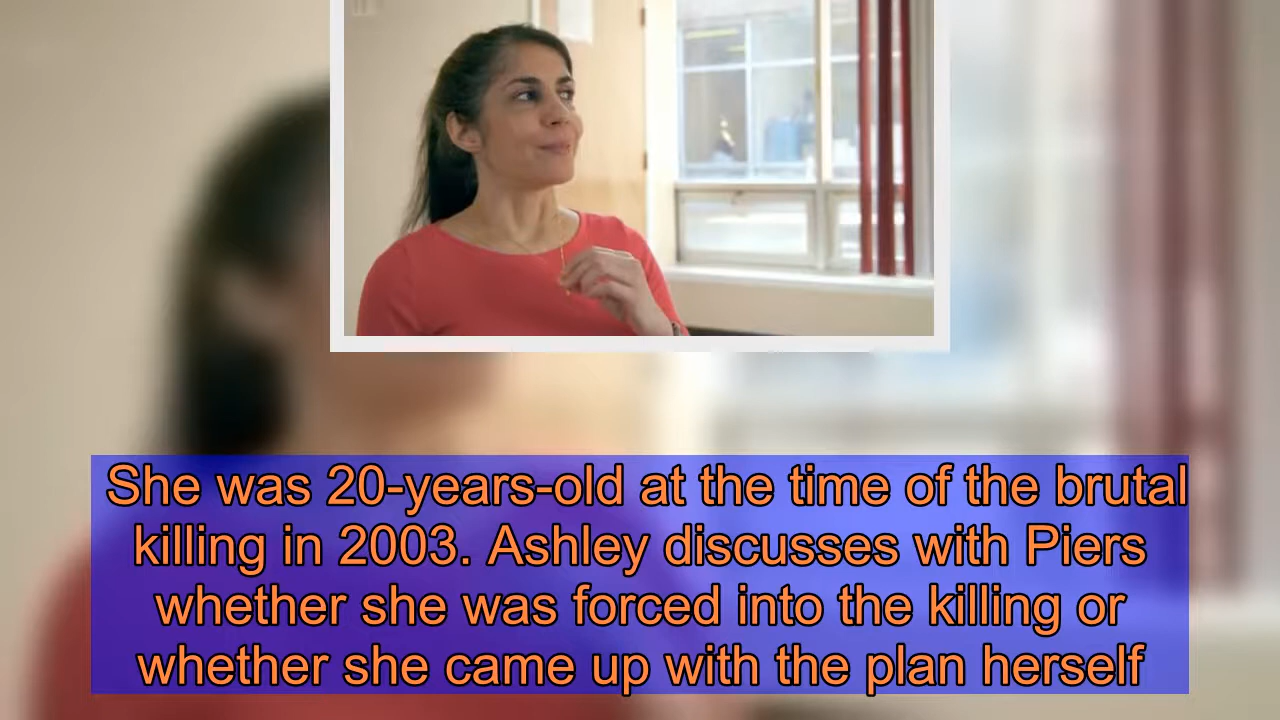 She was 20-years-old at the time of the brutal
killing in 2003. Ashley discusses with Piers
whether she was forced into the killing or
whether she came up with the plan herself